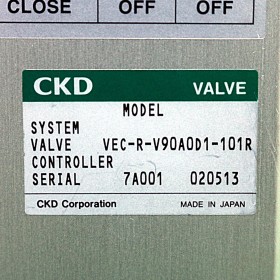 CLOSE OFF OFF
CKD VALVE
MODEL
SYSTEM
VALVE VEC-R-V90A0D1-101R
CONTROLLER
SERIAL 7A001 020513
CKD Corporation MADE IN JAPAN